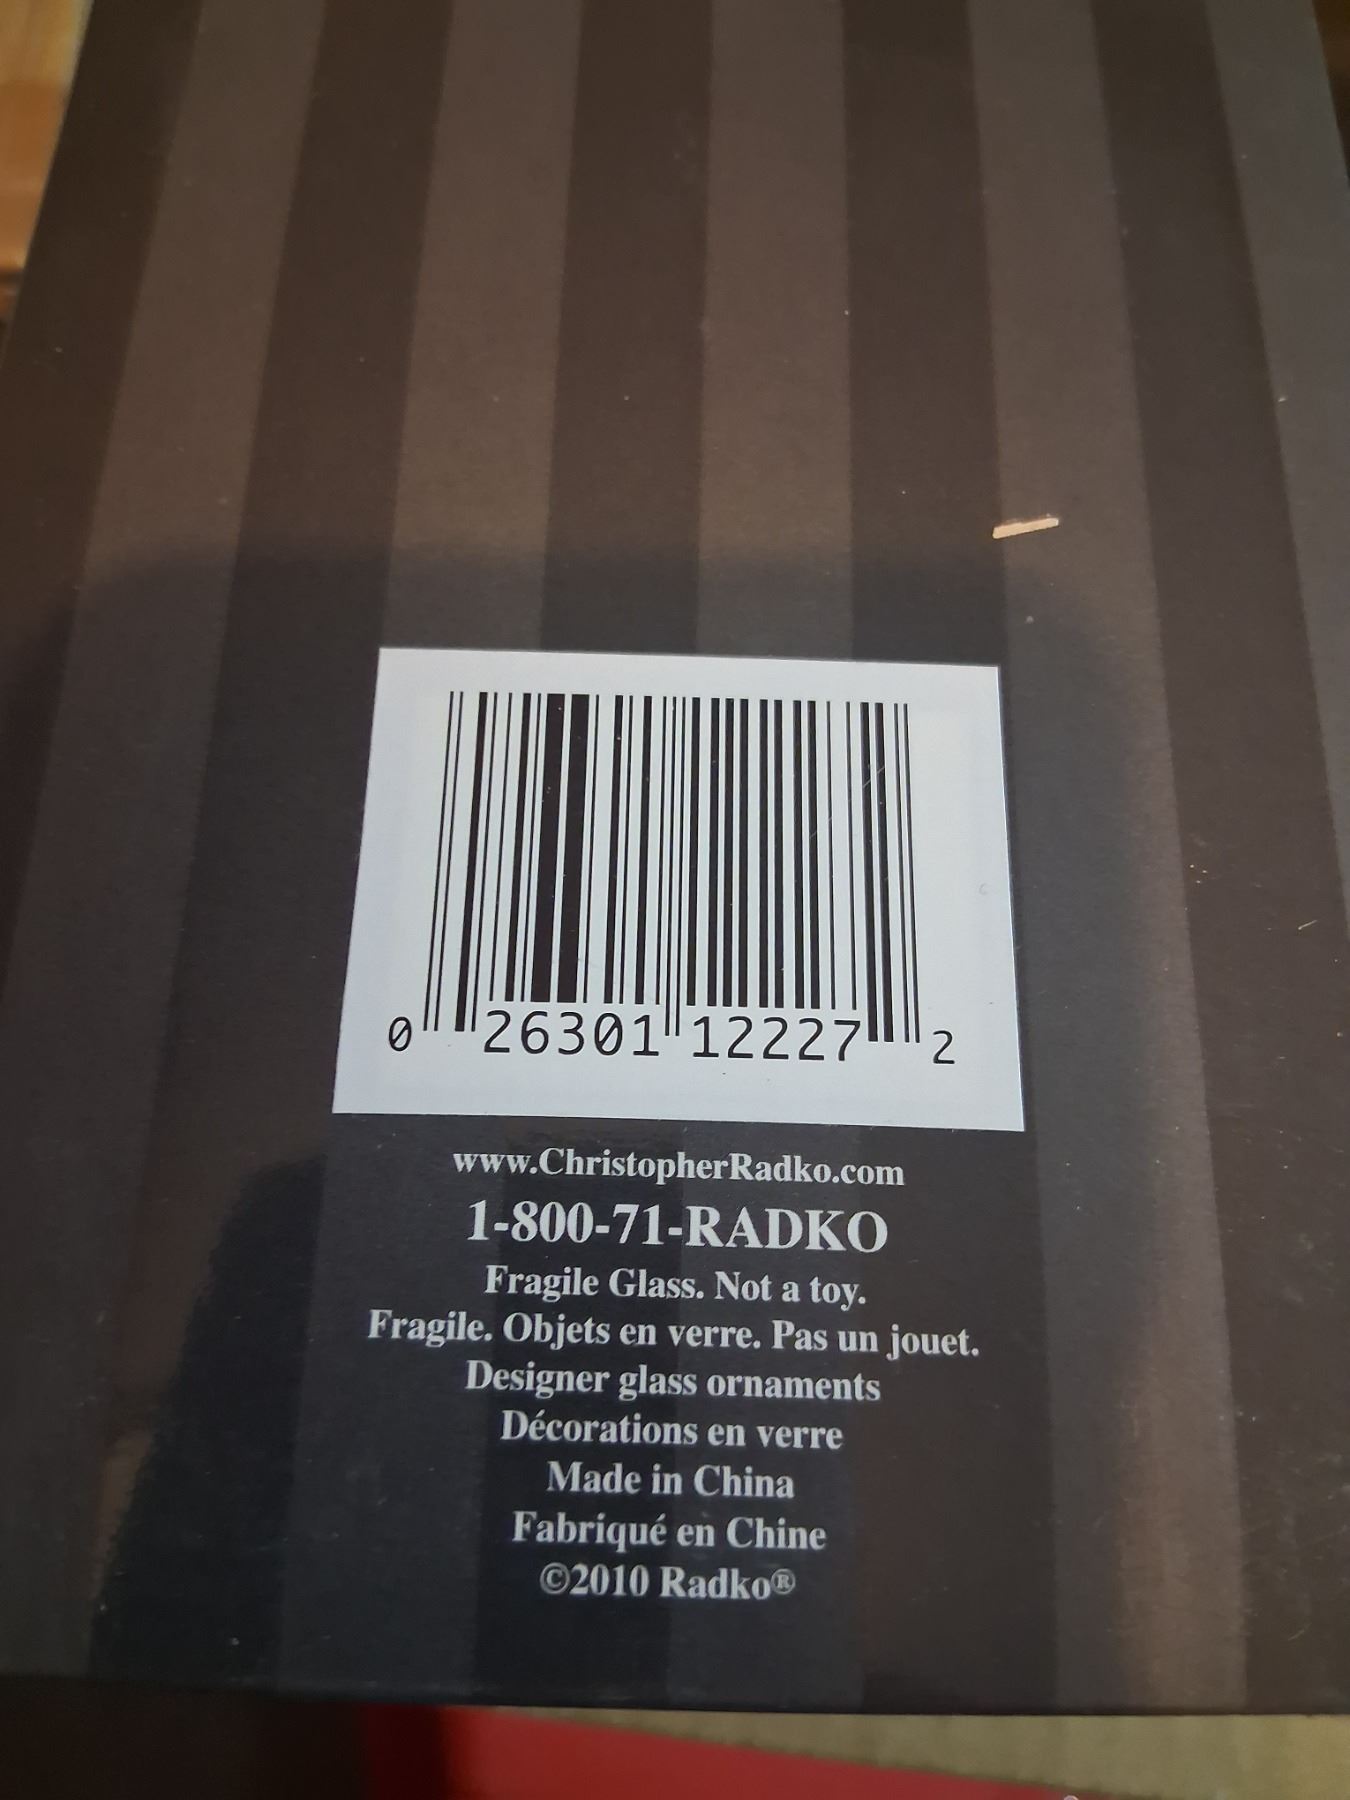 0 26301 12227 2
www.ChristopherRadko.com
1-800-71-RADKO
Fragile Glass. Not a toy.
Fragile. Objets en verre. Pas un jouet.
Designer glass ornaments
Décorations en verre
Made in China
Fabriqué en Chine
©2010 Radko®